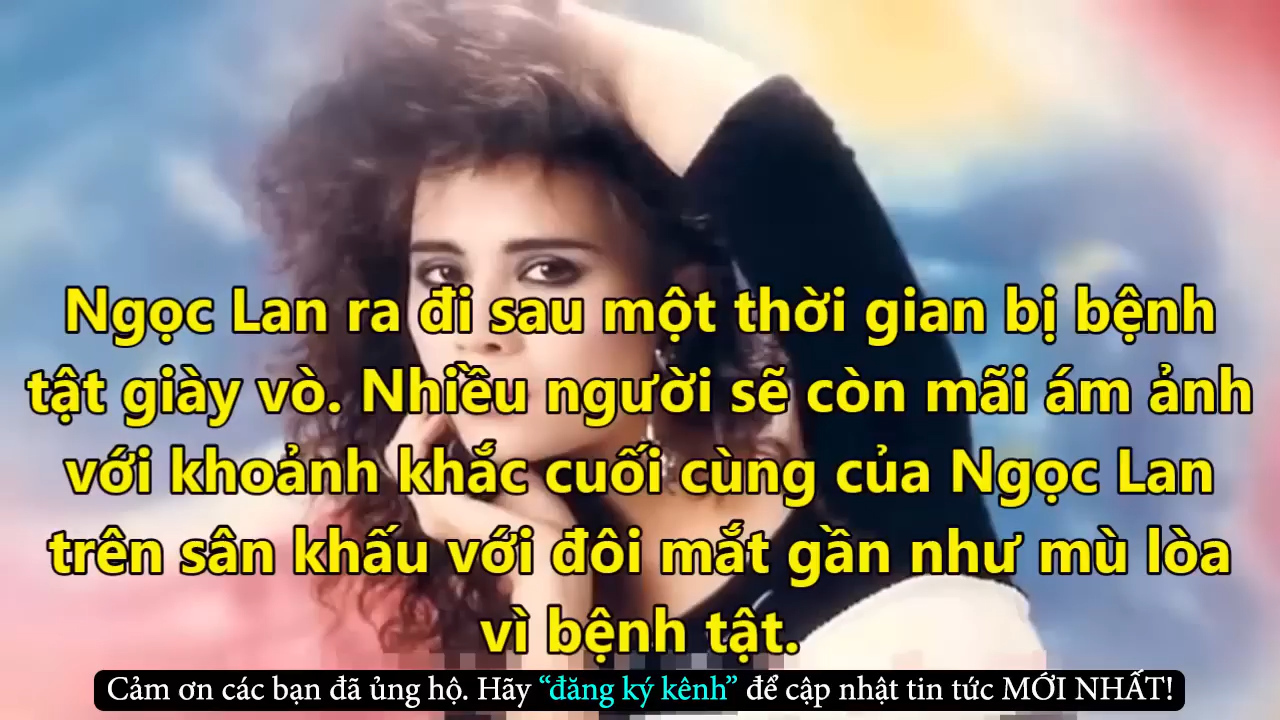 Ngọc Lan ra đi sau một thời gian bị bệnh
tật giày vò. Nhiều người sẽ còn mãi ám ảnh
với khoảnh khắc cuối cùng của Ngọc Lan
trên sân khấu với đôi mắt gần như mù lòa
vì bệnh tật.
Cảm ơn các bạn đã ủng hộ. Hãy “đăng ký kênh” để cập nhật tin tức MỚI NHẤT!